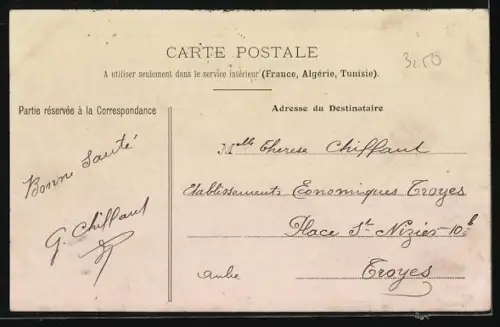 CARTE POSTALE
3.50
A utiliser seulement dans le service intérieur (France, Algérie, Tunisie).
Partie réservée à la Correspondance
Adresse du Destinataire
Bonne Santé
G. Chiffaut
Mlle Therese Chiffaut
Etablissements Economiques Troyes
Place St Nizier - 10 b
Troyes
Aube